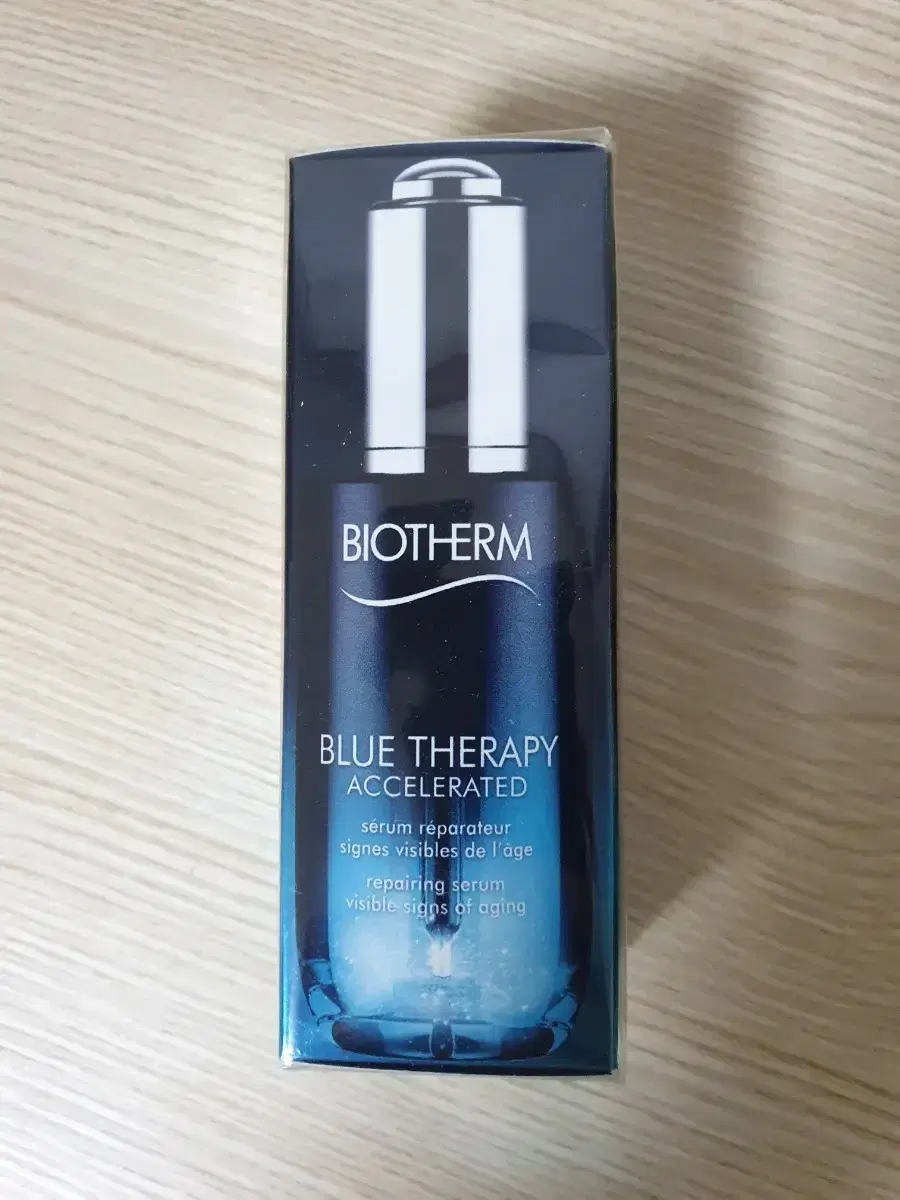 BIOTHERM
BLUE THERAPY
ACCELERATED
sérum réparateur
signes visibles de l'âge
repairing serum
visible signs of aging